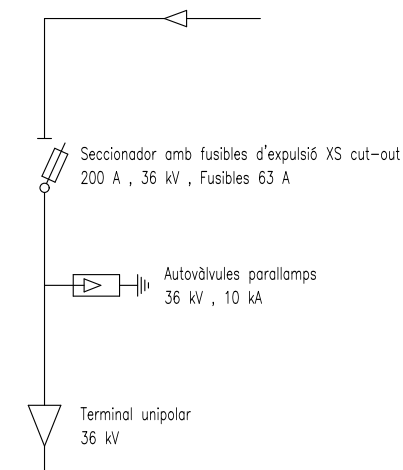 Seccionador amb fusibles d'expulsió XS cut-out
200 A , 36 kV , Fusibles 63 A
Autovàlvules parallamps
36 kV , 10 kA
Terminal unipolar
36 kV